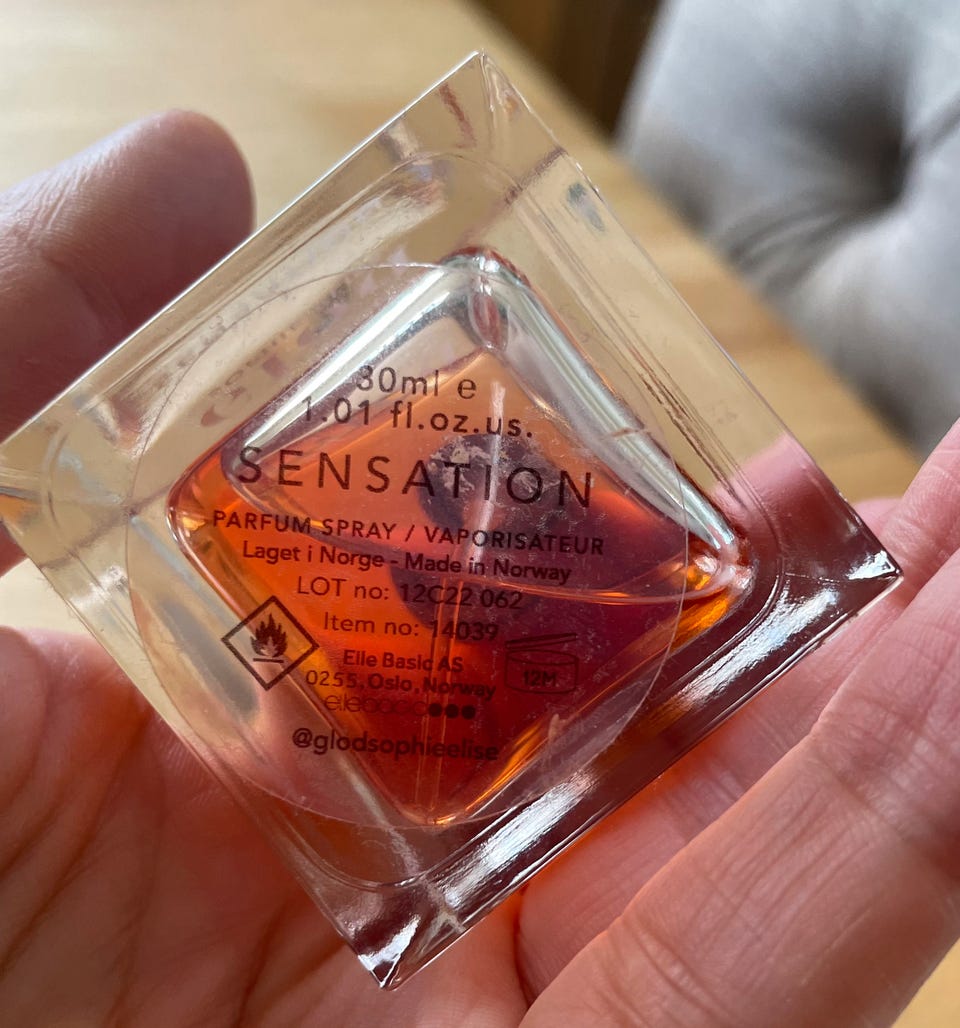 30ml e
1.01 fl.oz.us.
SENSATION
PARFUM SPRAY / VAPORISATEUR
Laget i Norge - Made in Norway
LOT no: 12C22 062
Item no: 14039
Elle Basic AS
0255, Oslo, Norway
ellebasic
@glodsophieelise
12M